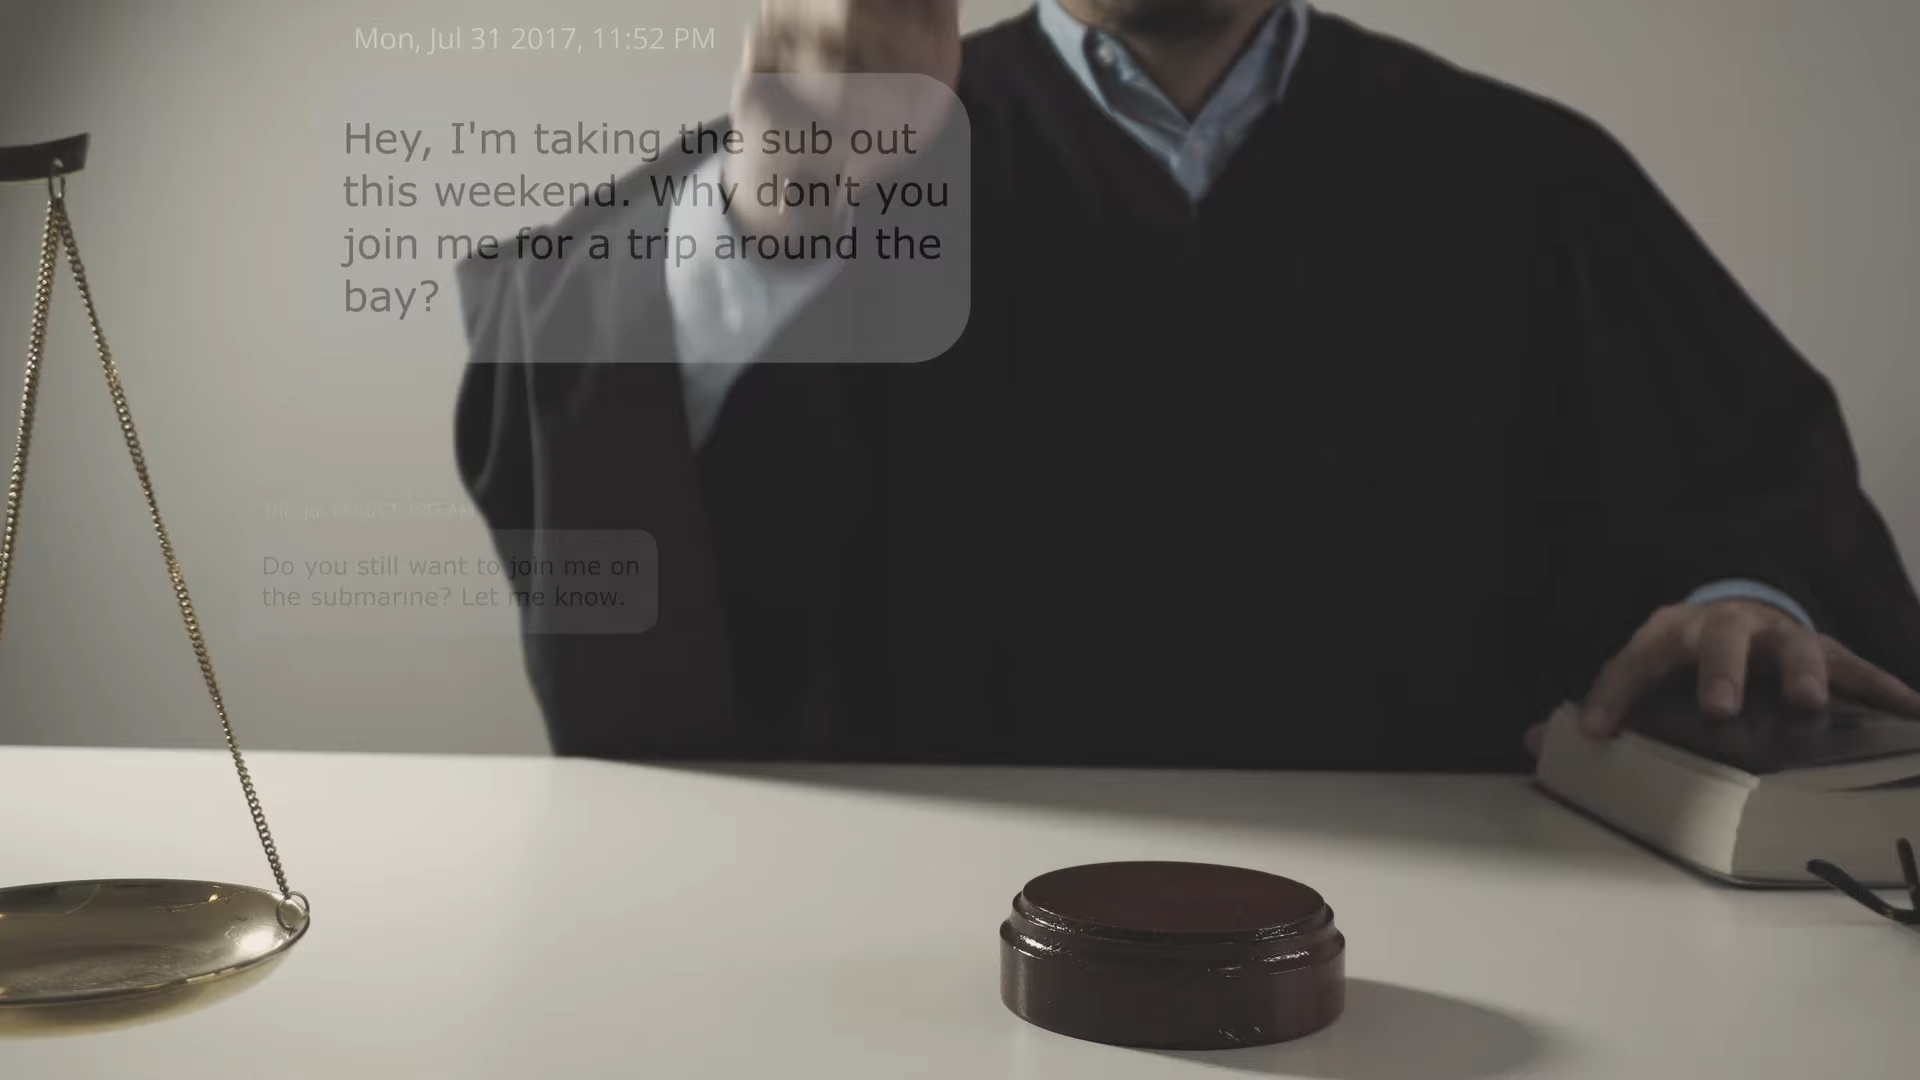 Mon, Jul 31 2017, 11:52 PM
Hey, I'm taking the sub out
this weekend. Why don't you
join me for a trip around the
bay?
Do you still want to join me on
the submarine? Let me know.